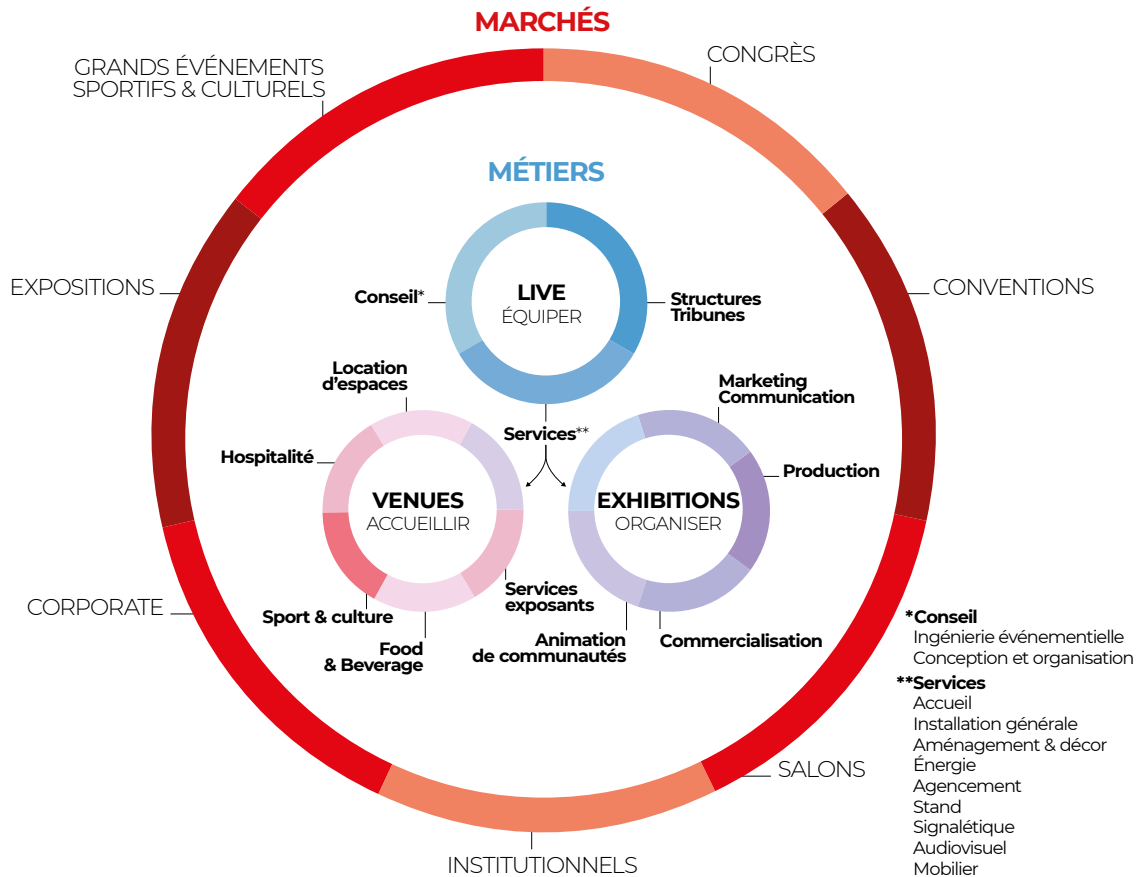 MARCHÉS
GRANDS ÉVÉNEMENTS
SPORTIFS & CULTURELS
CONGRÈS
MÉTIERS
EXPOSITIONS
CONVENTIONS
Conseil*
LIVE
ÉQUIPER
Structures
Tribunes
Location
d’espaces
Marketing
Communication
Services**
Hospitalité
Production
VENUES
ACCUEILLIR
EXHIBITIONS
ORGANISER
Services
exposants
Sport & culture
Food
& Beverage
Animation
de communautés
Commercialisation
CORPORATE
*Conseil
Ingénierie événementielle
Conception et organisation
**Services
Accueil
Installation générale
Aménagement & décor
Énergie
Agencement
Stand
Signalétique
Audiovisuel
Mobilier
SALONS
INSTITUTIONNELS